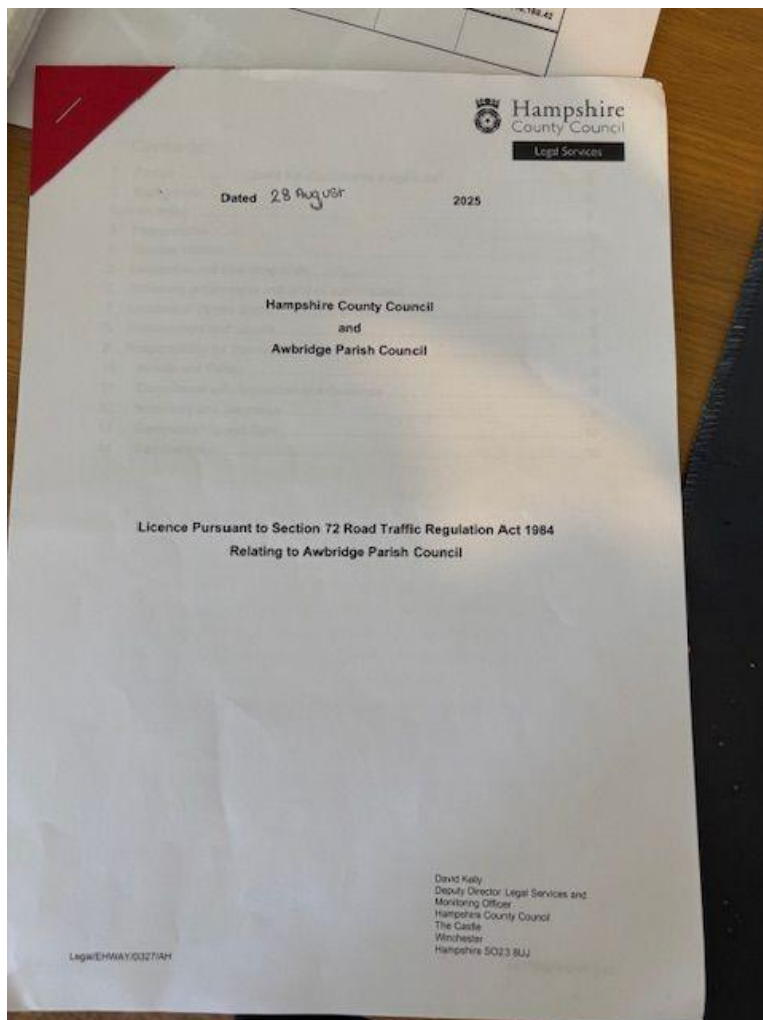 Hampshire
County Council
Legal Services
Dated 28 August 2025
Hampshire County Council
and
Awbridge Parish Council
Licence Pursuant to Section 72 Road Traffic Regulation Act 1984
Relating to Awbridge Parish Council
David Kelly
Deputy Director Legal Services and
Monitoring Officer
Hampshire County Council
The Castle
Winchester
Hampshire SO23 8UJ
Legal/EHWAY/0327/AH